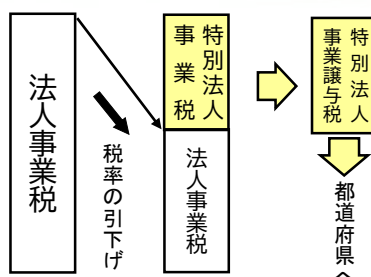 法人事業税
税率の引下げ
特別法人
事業税
法人事業税
特別法人
事業譲与税
都道府県へ